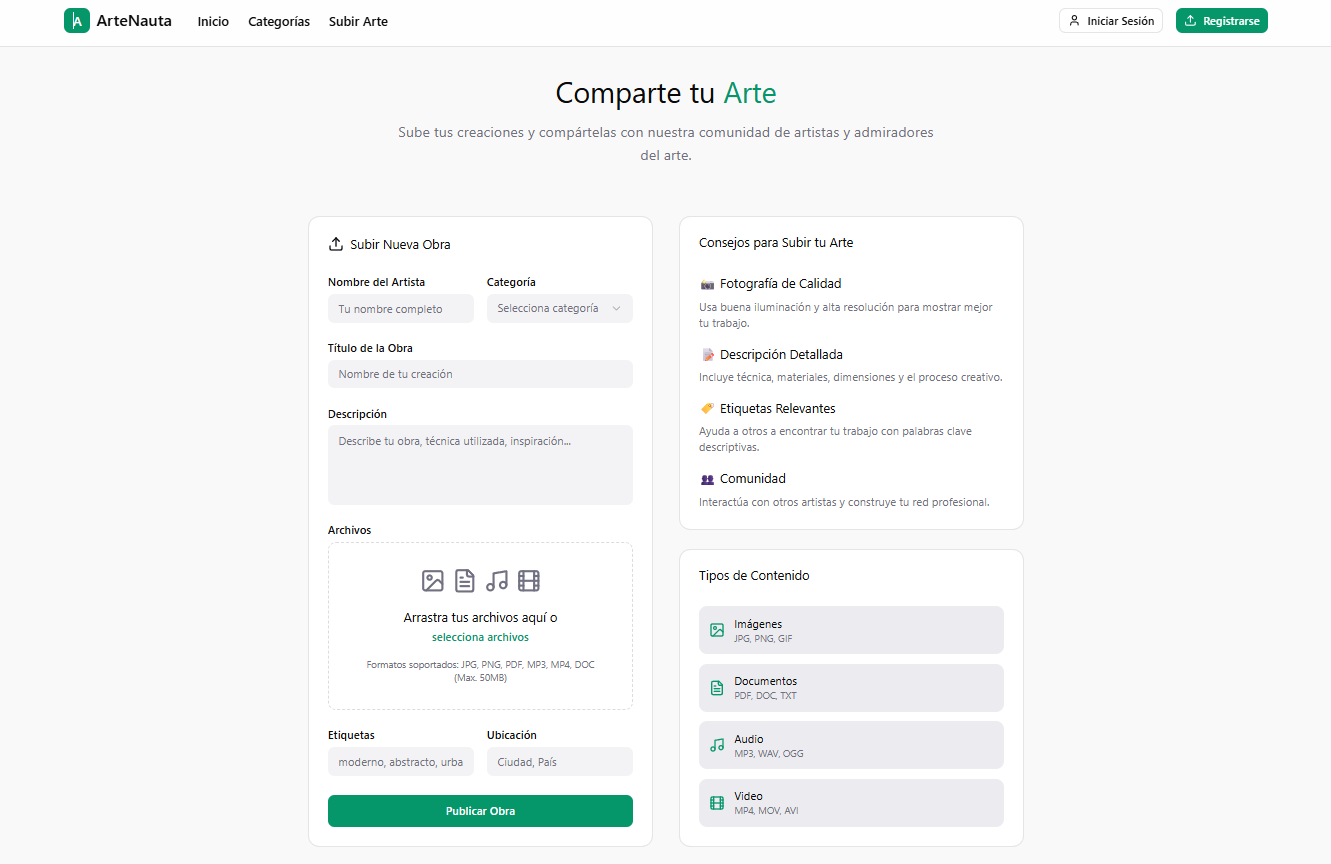 ArteNauta
Inicio
Categorías
Subir Arte
Iniciar Sesión
Registrarse
Comparte tu Arte
Sube tus creaciones y compártelas con nuestra comunidad de artistas y admiradores
del arte.
Subir Nueva Obra
Nombre del Artista
Categoría
Tu nombre completo
Selecciona categoría
Título de la Obra
Nombre de tu creación
Descripción
Describe tu obra, técnica utilizada, inspiración...
Archivos
Arrastra tus archivos aquí o
selecciona archivos
Formatos soportados: JPG, PNG, PDF, MP3, MP4, DOC
(Max. 50MB)
Etiquetas
Ubicación
moderno, abstracto, urba
Ciudad, País
Publicar Obra
Consejos para Subir tu Arte
Fotografía de Calidad
Usa buena iluminación y alta resolución para mostrar mejor
tu trabajo.
Descripción Detallada
Incluye técnica, materiales, dimensiones y el proceso creativo.
Etiquetas Relevantes
Ayuda a otros a encontrar tu trabajo con palabras clave
descriptivas.
Comunidad
Interactúa con otros artistas y construye tu red profesional.
Tipos de Contenido
Imágenes
JPG, PNG, GIF
Documentos
PDF, DOC, TXT
Audio
MP3, WAV, OGG
Video
MP4, MOV, AVI